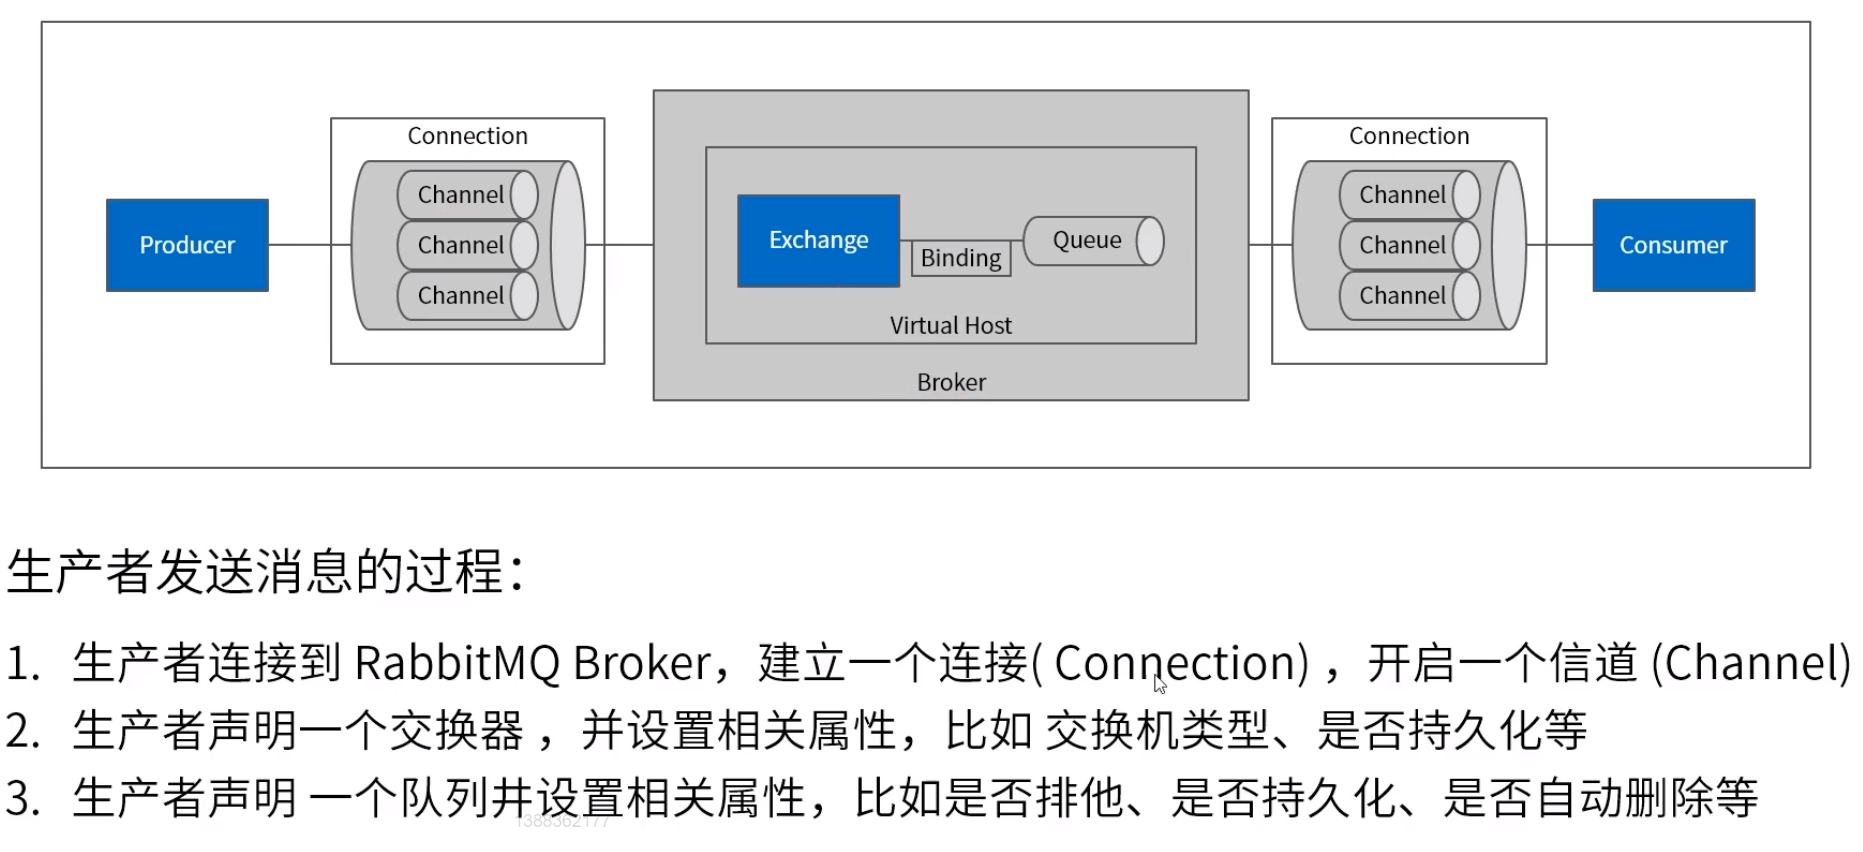 Connection
Connection
Channel
Channel
Channel
Channel
Channel
Channel
Producer
Exchange
Binding
Queue
Consumer
Virtual Host
Broker
生产者发送消息的过程：
1. 生产者连接到 RabbitMQ Broker，建立一个连接( Connection) ，开启一个信道 (Channel)
2. 生产者声明一个交换器 ，并设置相关属性，比如 交换机类型、是否持久化等
3. 生产者声明 一个队列井设置相关属性，比如是否排他、是否持久化、是否自动删除等
1388362177